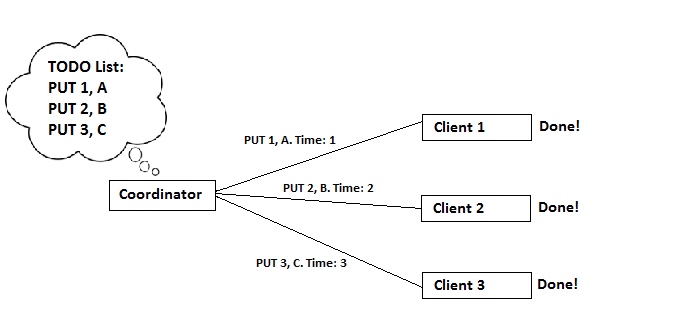 TODO List:
PUT 1, A
PUT 2, B
PUT 3, C
Coordinator
PUT 1, A. Time: 1
PUT 2, B. Time: 2
PUT 3, C. Time: 3
Client 1
Done!
Client 2
Done!
Client 3
Done!